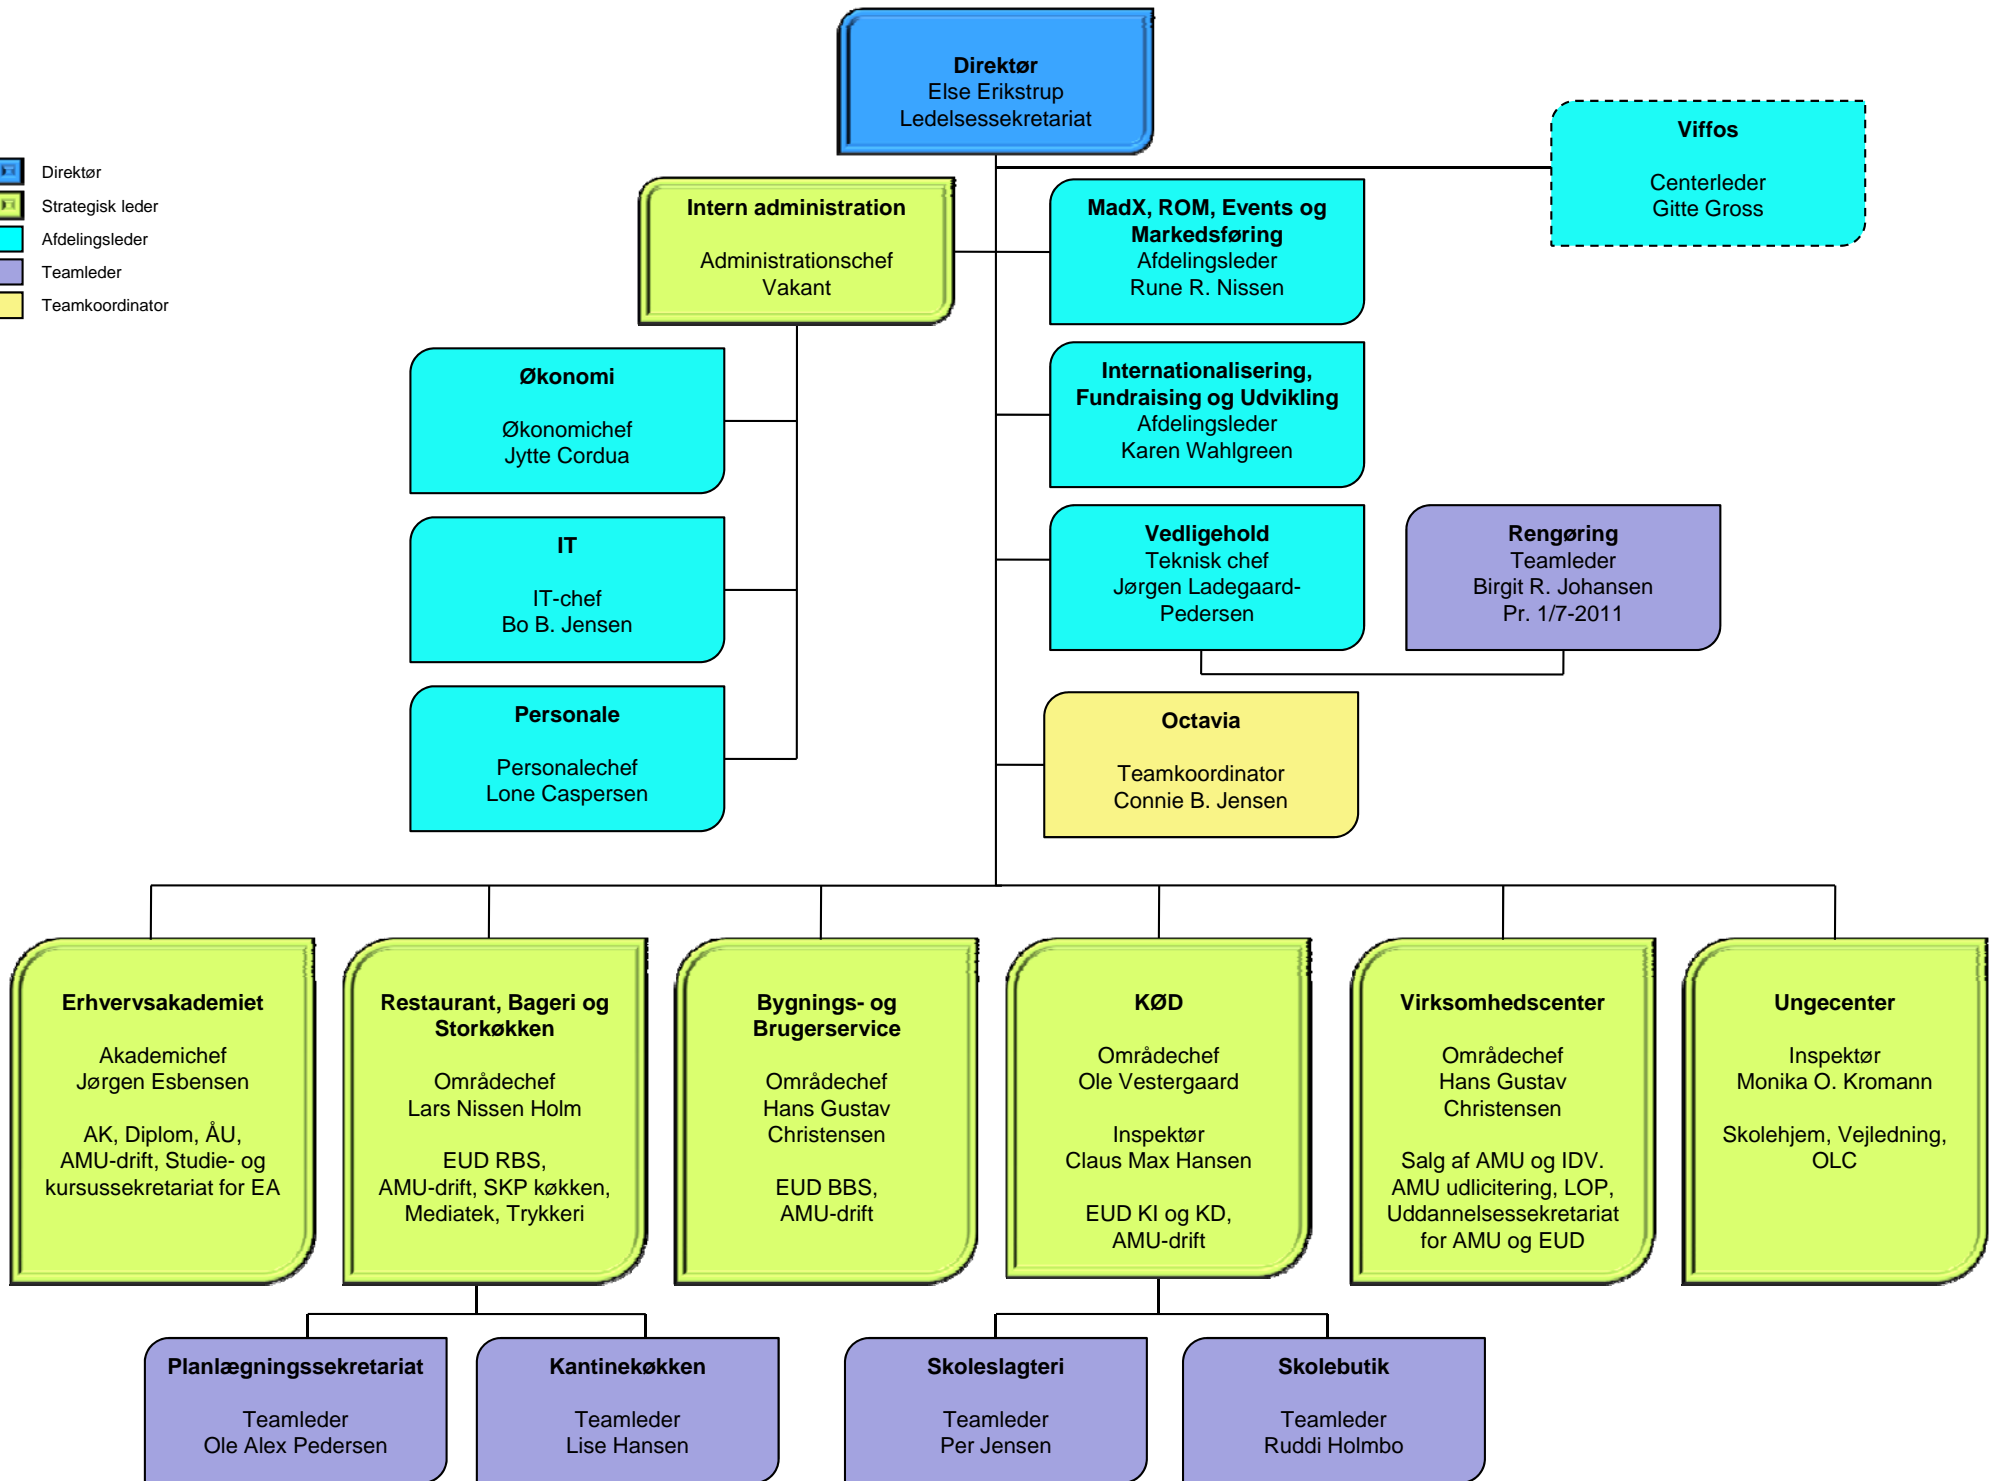 Direktør
Else Erikstrup
Ledelsessekretariat
Viffos
Centerleder
Gitte Gross
Direktør
Strategisk leder
Afdelingsleder
Teamleder
Teamkoordinator
Intern administration
Administrationschef
Vakant
MadX, ROM, Events og
Markedsføring
Afdelingsleder
Rune R. Nissen
Økonomi
Økonomichef
Jytte Cordua
Internationalisering,
Fundraising og Udvikling
Afdelingsleder
Karen Wahlgreen
IT
IT-chef
Bo B. Jensen
Vedligehold
Teknisk chef
Jørgen Ladegaard-
Pedersen
Rengøring
Teamleder
Birgit R. Johansen
Pr. 1/7-2011
Personale
Personalechef
Lone Caspersen
Octavia
Teamkoordinator
Connie B. Jensen
Erhvervsakademiet
Akademichef
Jørgen Esbensen
AK, Diplom, ÅU,
AMU-drift, Studie- og
kursussekretariat for EA
Restaurant, Bageri og
Storkøkken
Områdechef
Lars Nissen Holm
EUD RBS,
AMU-drift, SKP køkken,
Mediatek, Trykkeri
Bygnings- og
Brugerservice
Områdechef
Hans Gustav
Christensen
EUD BBS,
AMU-drift
KØD
Områdechef
Ole Vestergaard
Inspektør
Claus Max Hansen
EUD KI og KD,
AMU-drift
Virksomhedscenter
Områdechef
Hans Gustav
Christensen
Salg af AMU og IDV.
AMU udlicitering, LOP,
Uddannelsessekretariat
for AMU og EUD
Ungecenter
Inspektør
Monika O. Kromann
Skolehjem, Vejledning,
OLC
Planlægningssekretariat
Teamleder
Ole Alex Pedersen
Kantinekøkken
Teamleder
Lise Hansen
Skoleslagteri
Teamleder
Per Jensen
Skolebutik
Teamleder
Ruddi Holmbo